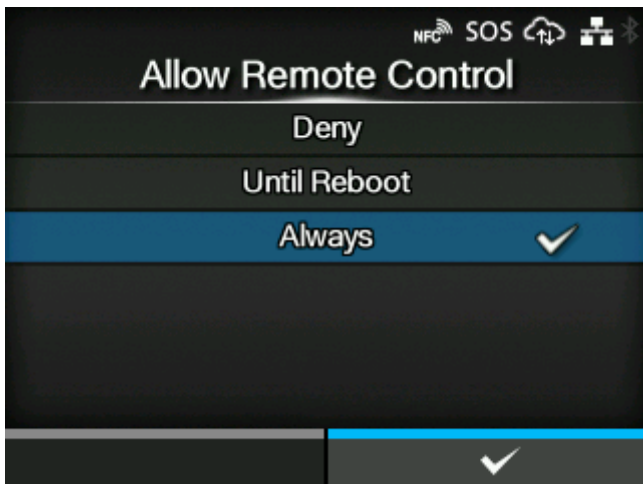 NFC SOS
Allow Remote Control
Deny
Until Reboot
Always